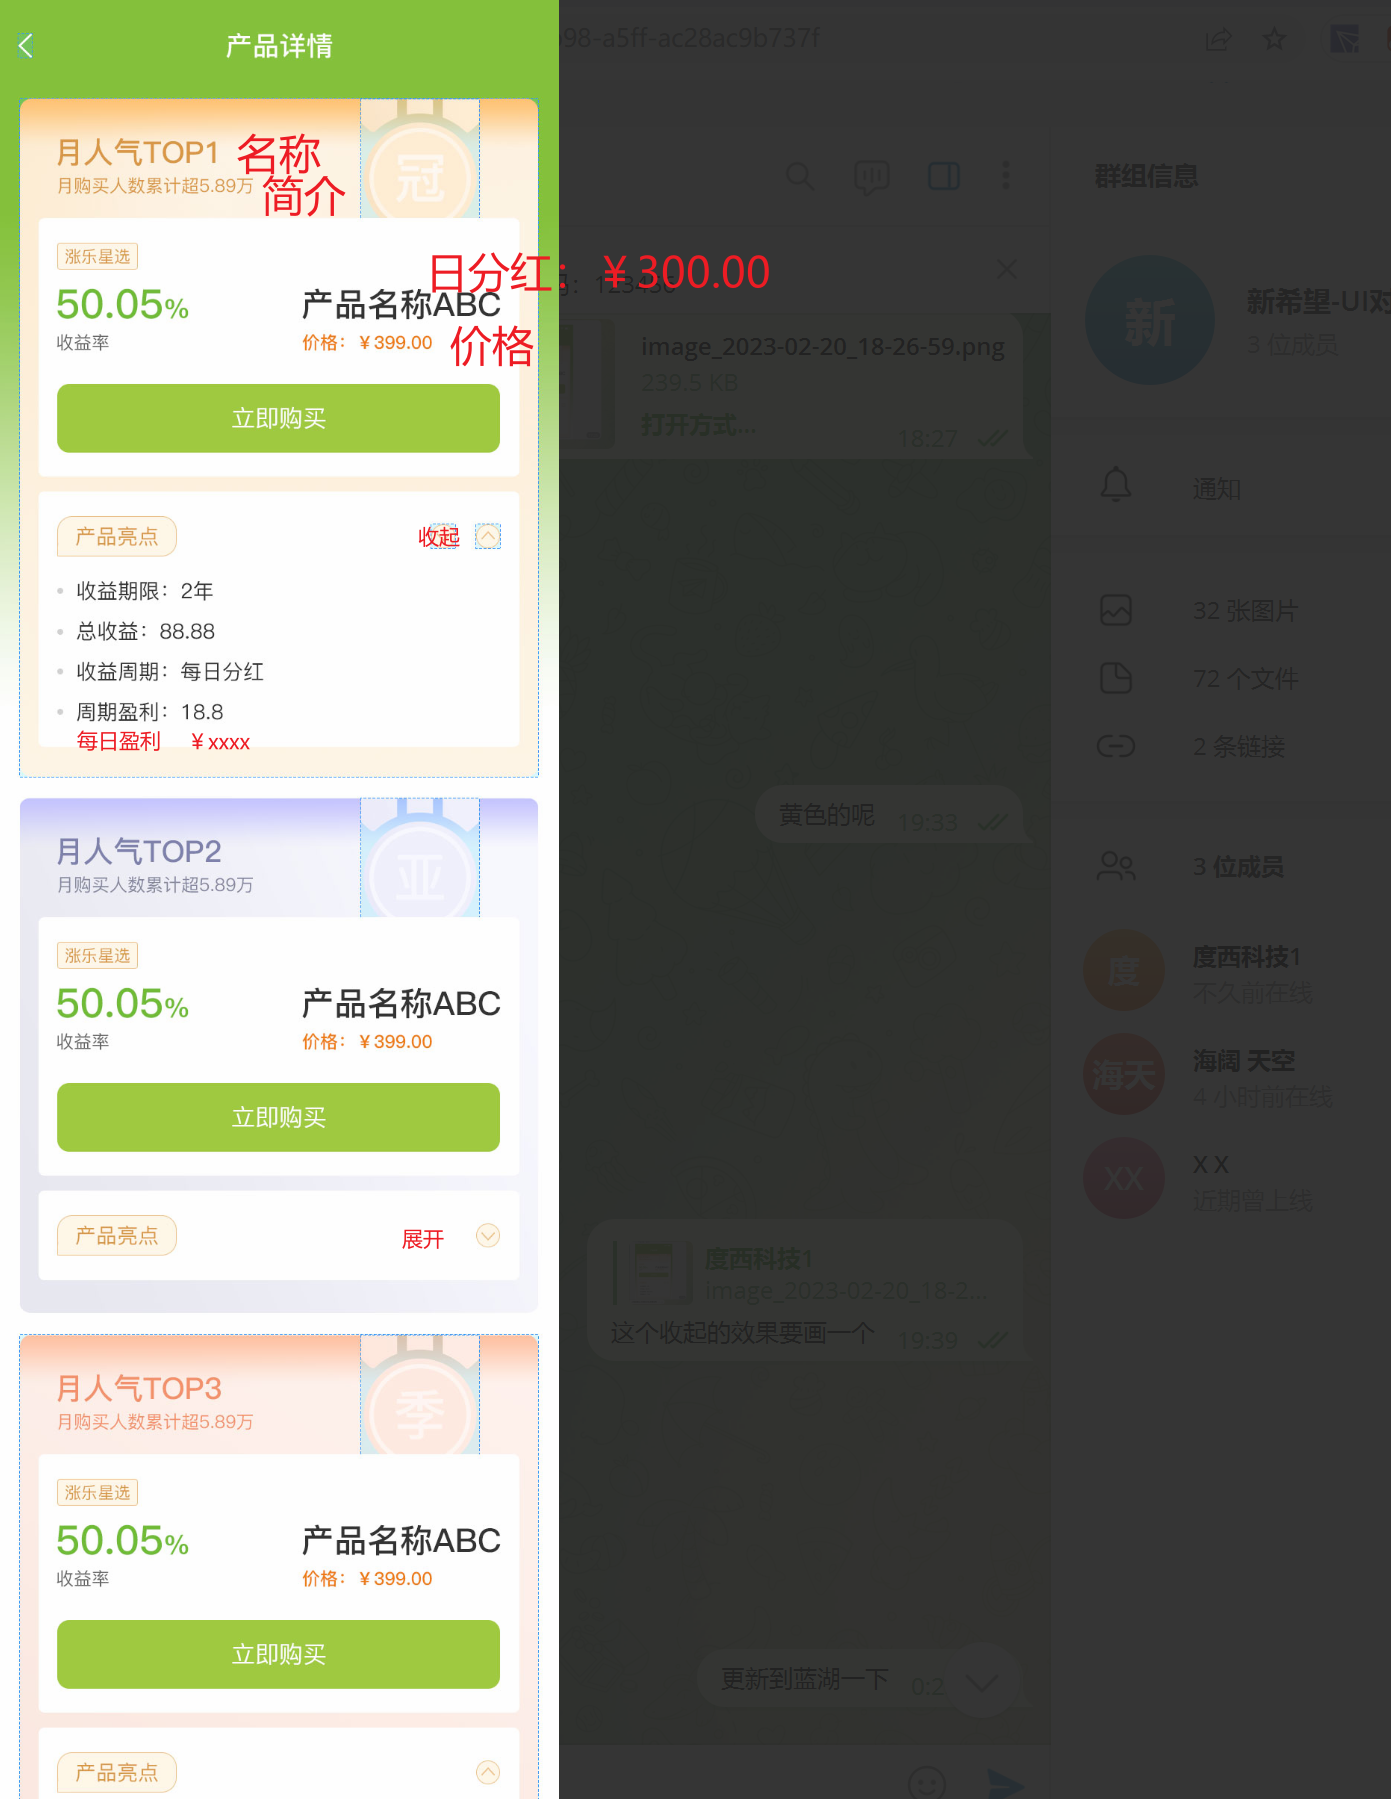 产品详情
月人气TOP1 名称
月购买人数累计超5.89万 简介
冠
涨乐星选
日分红：￥300.00
50.05%
产品名称ABC
收益率
价格：￥399.00 价格
立即购买
产品亮点
收起
收益期限：2年
总收益：88.88
收益周期：每日分红
周期盈利：18.8
每日盈利 ￥xxxx
月人气TOP2
月购买人数累计超5.89万
亚
涨乐星选
50.05%
产品名称ABC
收益率
价格：￥399.00
立即购买
产品亮点
展开
月人气TOP3
月购买人数累计超5.89万
季
涨乐星选
50.05%
产品名称ABC
收益率
价格：￥399.00
立即购买
产品亮点
98-a5ff-ac28ac9b737f
123456
image_2023-02-20_18-26-59.png
239.5 KB
打开方式...
18:27
黄色的呢 19:33
度西科技1
image_2023-02-20_18-2...
这个收起的效果要画一个 19:39
更新到蓝湖一下 0:2
群组信息
新
新希望-UI对
3 位成员
通知
32 张图片
72 个文件
2 条链接
3 位成员
度
度西科技1
不久前在线
海天
海阔 天空
4 小时前在线
XX
X X
近期曾上线